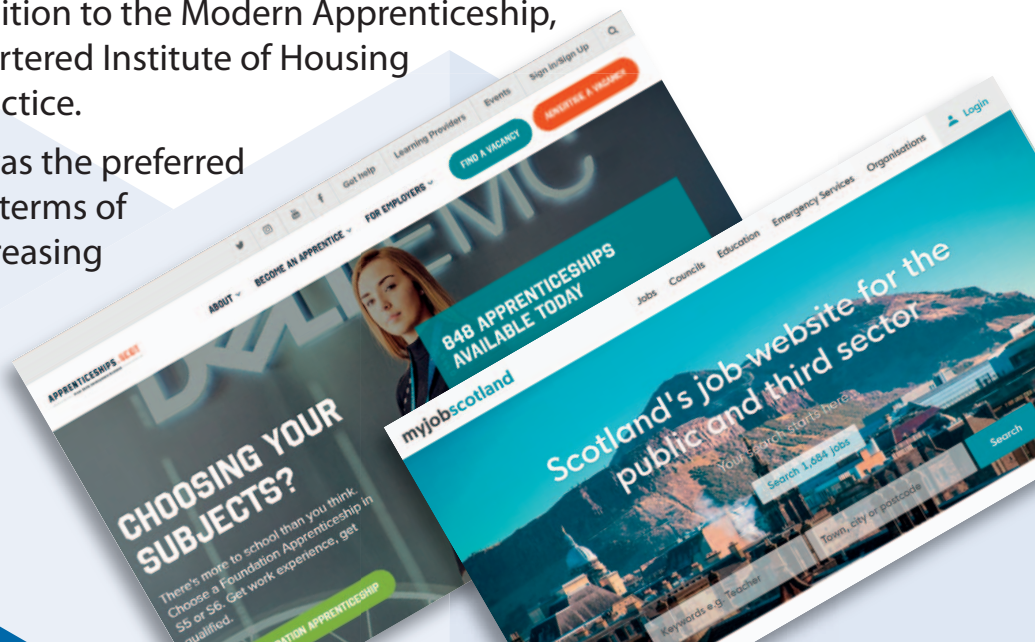 ition to the Modern Apprenticeship,
rtered Institute of Housing
ctice.
as the preferred
terms of
reasing
Get help Learning Providers Events Sign in/Sign Up
ABOUT BECOME AN APPRENTICE FOR EMPLOYERS FIND A VACANCY ADVERTISE A VACANCY
APPRENTICESHIPS.SCOT
848 APPRENTICESHIPS
AVAILABLE TODAY
CHOOSING YOUR
SUBJECTS?
There's more to school than you think.
Choose a Foundation Apprenticeship in
S5 or S6. Get work experience, get
qualified.
DATION APPRENTICESHIP
Login
Jobs Councils Education Emergency Services Organisations
myjobscotland
Scotland's job website for the
public and third sector
Your search starts here
Search 1,684 jobs
Keywords e.g. Teacher Town, city or postcode Search